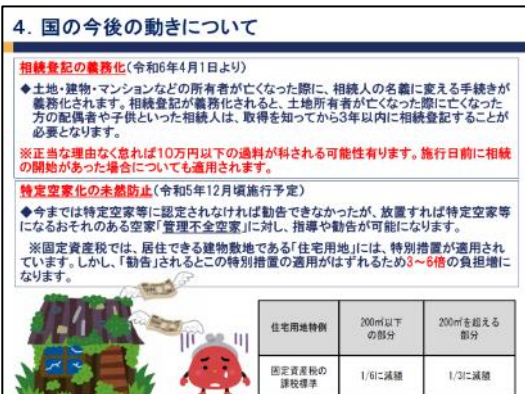 4. 国の今後の動きについて
相続登記の義務化(令和6年4月1日より)
◆土地・建物・マンションなどの所有者が亡くなった際に、相続人の名義に変える手続きが
義務化されます。相続登記が義務化されると、土地所有者が亡くなった際に亡くなった
方の配偶者や子供といった相続人は、取得を知ってから3年以内に相続登記することが
必要となります。
※正当な理由なく怠れば10万円以下の過料が科される可能性有ります。施行日前に相続
の開始があった場合についても適用されます。
特定空家化の未然防止(令和5年12月頃施行予定)
◆今までは特定空家等に認定されなければ勧告できなかったが、放置すれば特定空家等
になるおそれのある空家「管理不全空家」に対し、指導や勧告が可能になります。
※固定資産税では、居住できる建物敷地である「住宅用地」には、特別措置が適用され
ています。しかし、「勧告」されるとこの特別措置の適用がはずれるため3~6倍の負担増に
なります。
住宅用地特例 200㎡以下の部分 200㎡を超える部分
固定資産税の課税標準 1/6に減額 1/3に減額